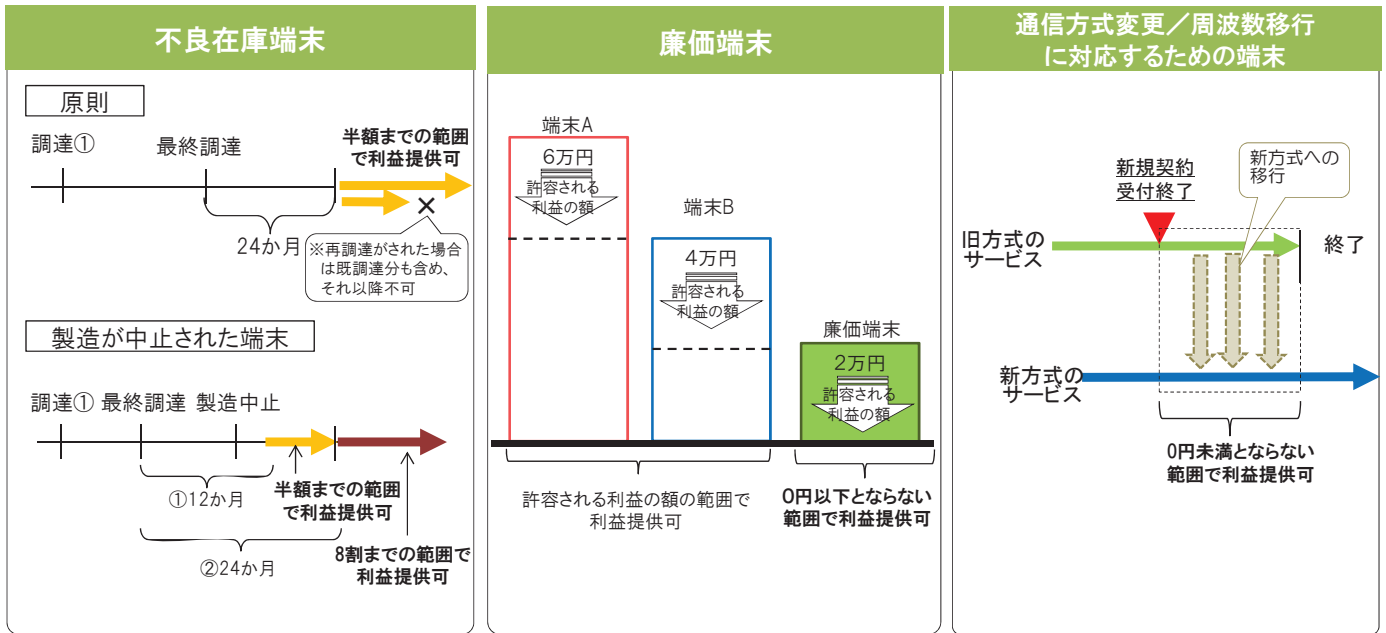 不良在庫端末
原則
調達①
最終調達
半額までの範囲
で利益提供可
24か月
※再調達がされた場合
は既調達分も含め、
それ以降不可
製造が中止された端末
調達① 最終調達 製造中止
①12か月
半額までの範囲
で利益提供可
②24か月
8割までの範囲で
利益提供可
廉価端末
端末A
6万円
許容される
利益の額
端末B
4万円
許容される
利益の額
廉価端末
2万円
許容される
利益の額
許容される利益の額の範囲で
利益提供可
0円以下とならない
範囲で利益提供可
通信方式変更／周波数移行
に対応するための端末
新規契約
受付終了
新方式への
移行
旧方式の
サービス
終了
新方式の
サービス
0円未満とならない
範囲で利益提供可